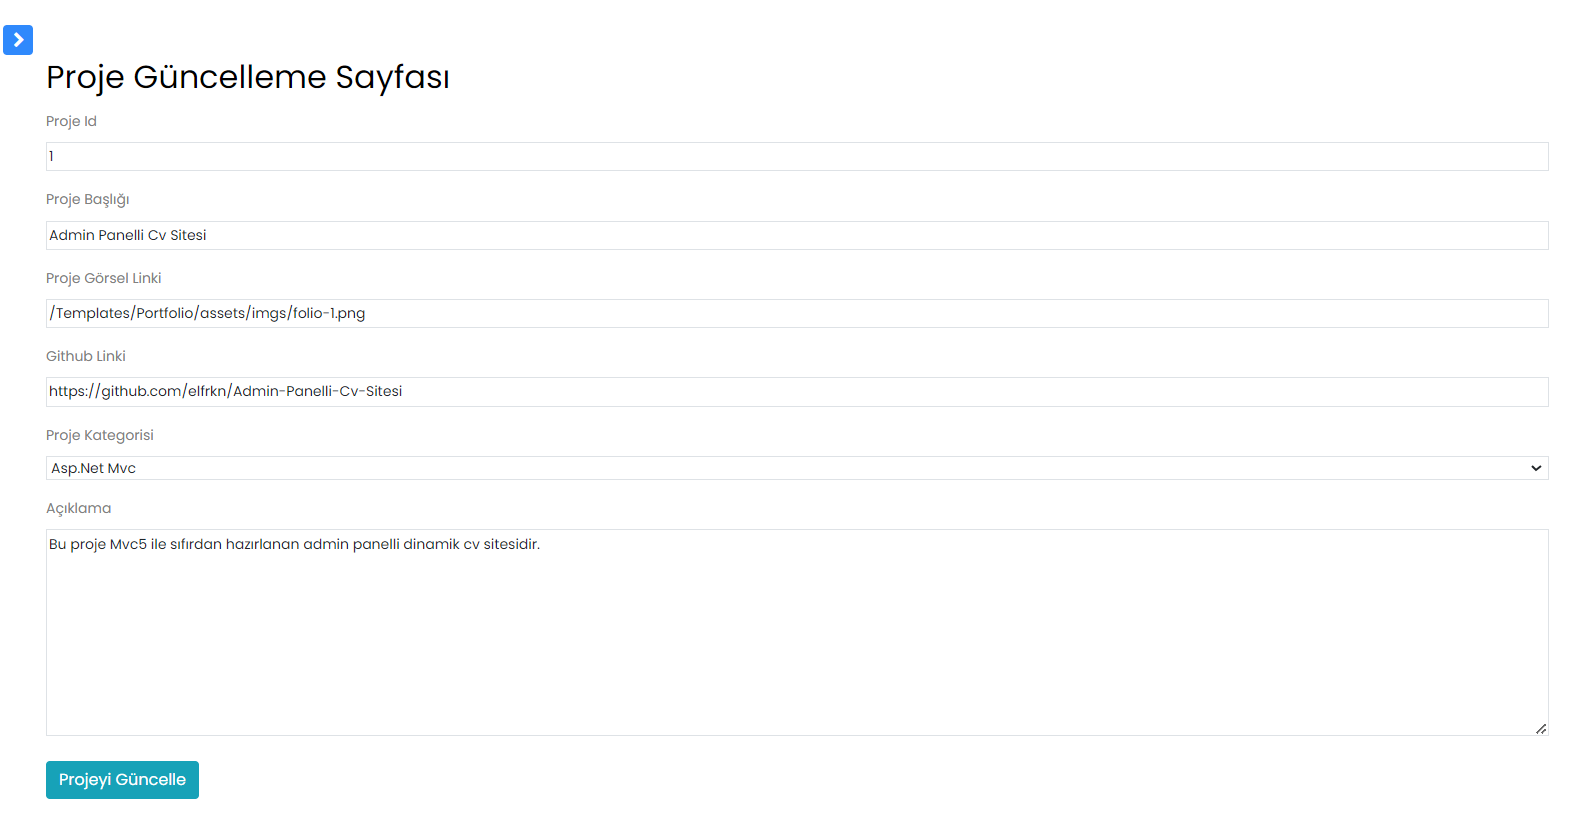 Proje Güncelleme Sayfası
Proje Id
1
Proje Başlığı
Admin Panelli Cv Sitesi
Proje Görsel Linki
/Templates/Portfolio/assets/imgs/folio-1.png
Github Linki
https://github.com/elfrkn/Admin-Panelli-Cv-Sitesi
Proje Kategorisi
Asp.Net Mvc
Açıklama
Bu proje Mvc5 ile sıfırdan hazırlanan admin panelli dinamik cv sitesidir.
Projeyi Güncelle